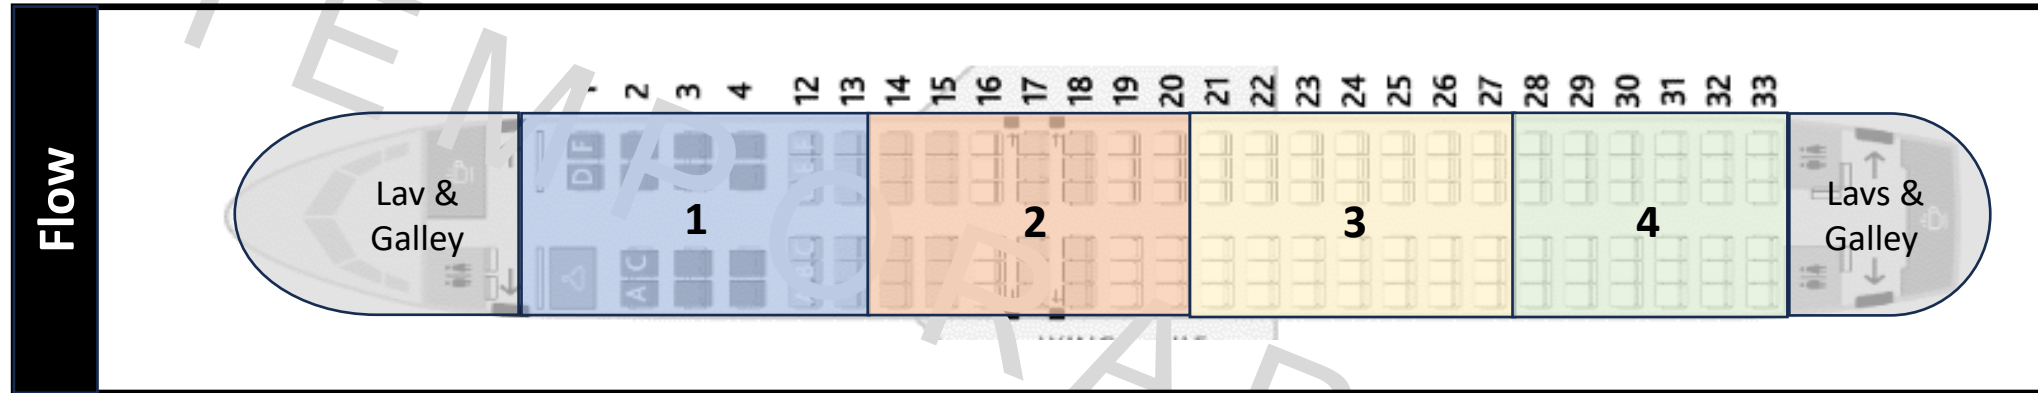 Flow
1 2 3 4 12 13 14 15 16 17 18 19 20 21 22 23 24 25 26 27 28 29 30 31 32 33
D F
D E F
Lav &
Galley
1
2
3
4
Lavs &
Galley
A C
A B C
TEMPORAR